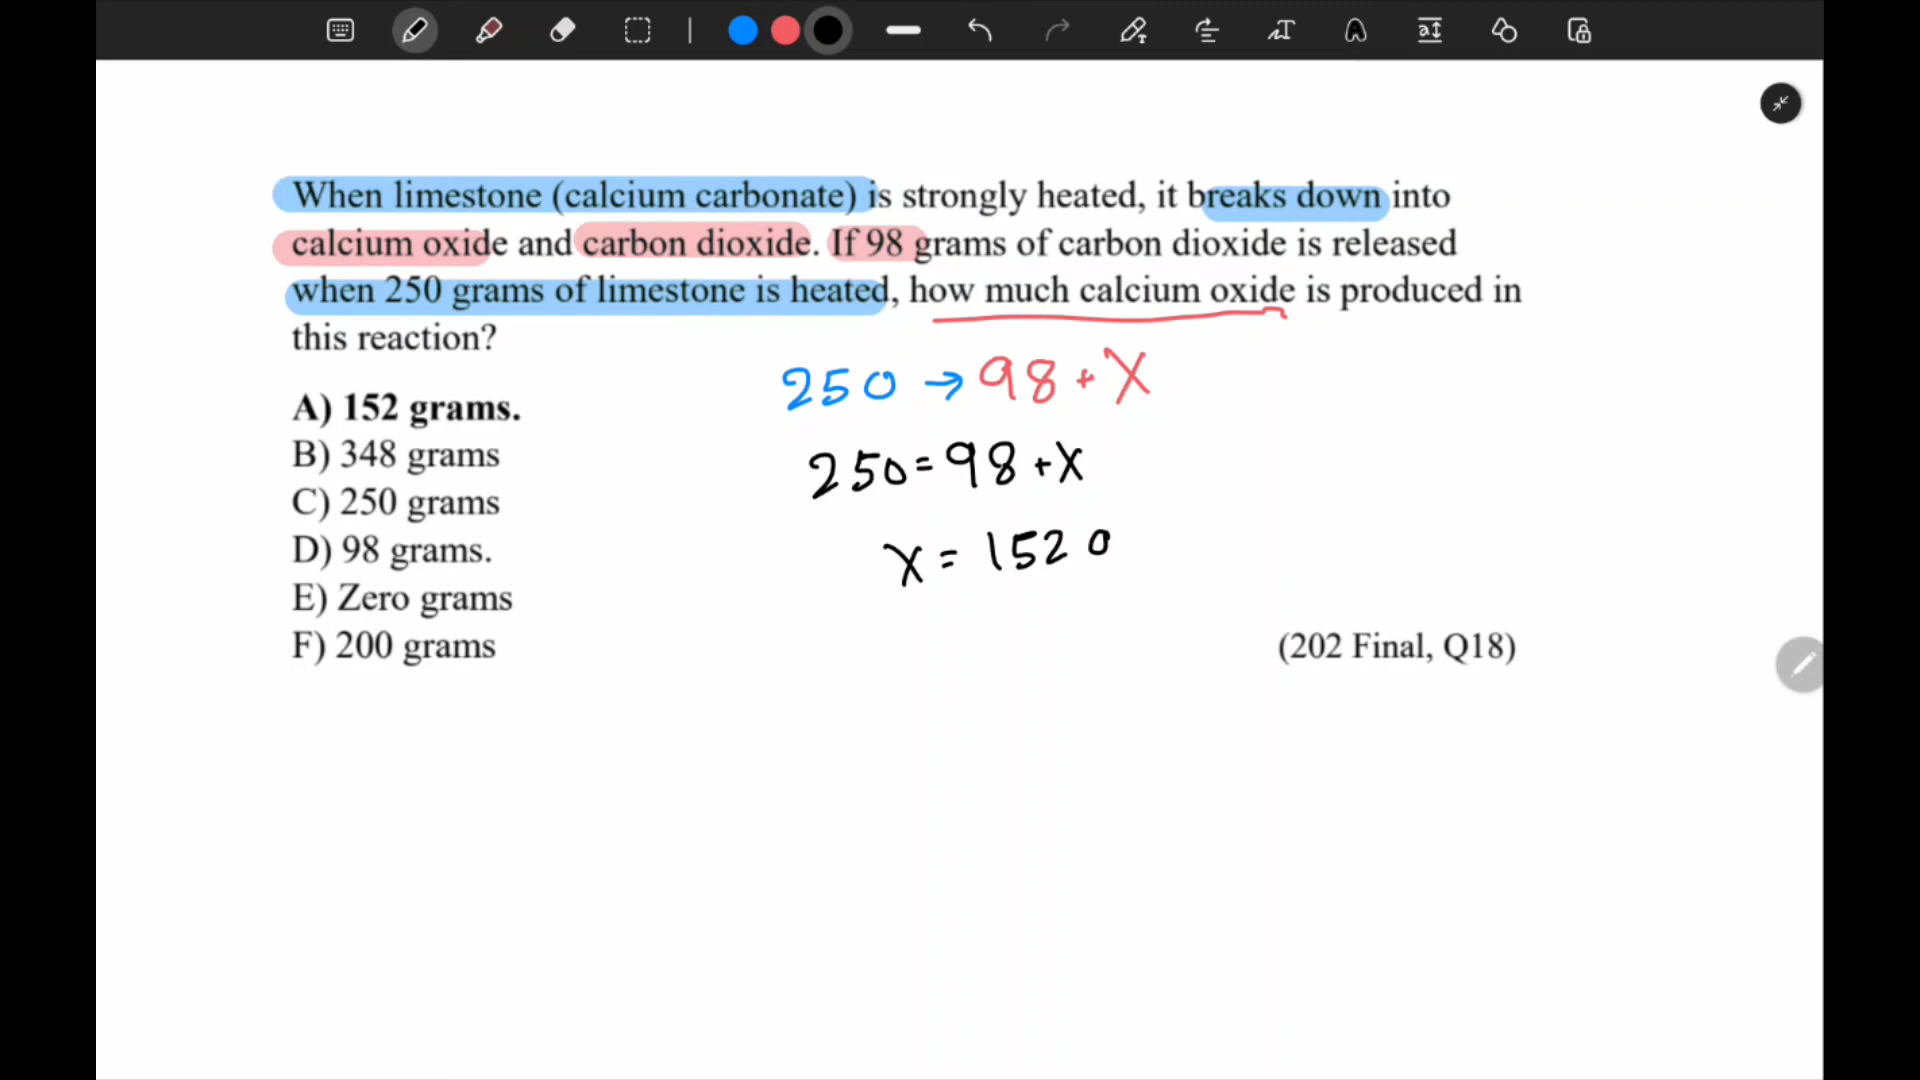 When limestone (calcium carbonate) is strongly heated, it breaks down into
calcium oxide and carbon dioxide. If 98 grams of carbon dioxide is released
when 250 grams of limestone is heated, how much calcium oxide is produced in
this reaction?
250 → 98 + X
A) 152 grams.
B) 348 grams
250 = 98 + X
C) 250 grams
D) 98 grams.
X = 152 0
E) Zero grams
F) 200 grams
(202 Final, Q18)